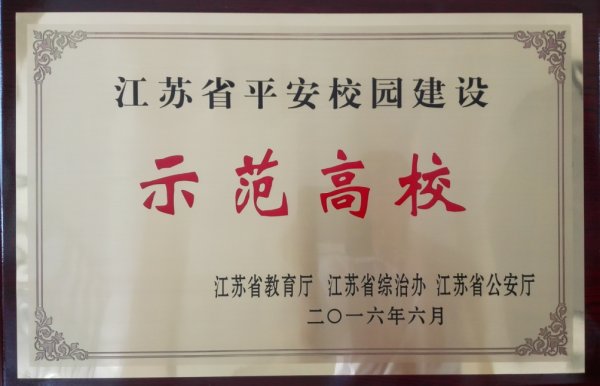 江苏省平安校园建设
示范高校
江苏省教育厅 江苏省综治办 江苏省公安厅
二〇一六年六月